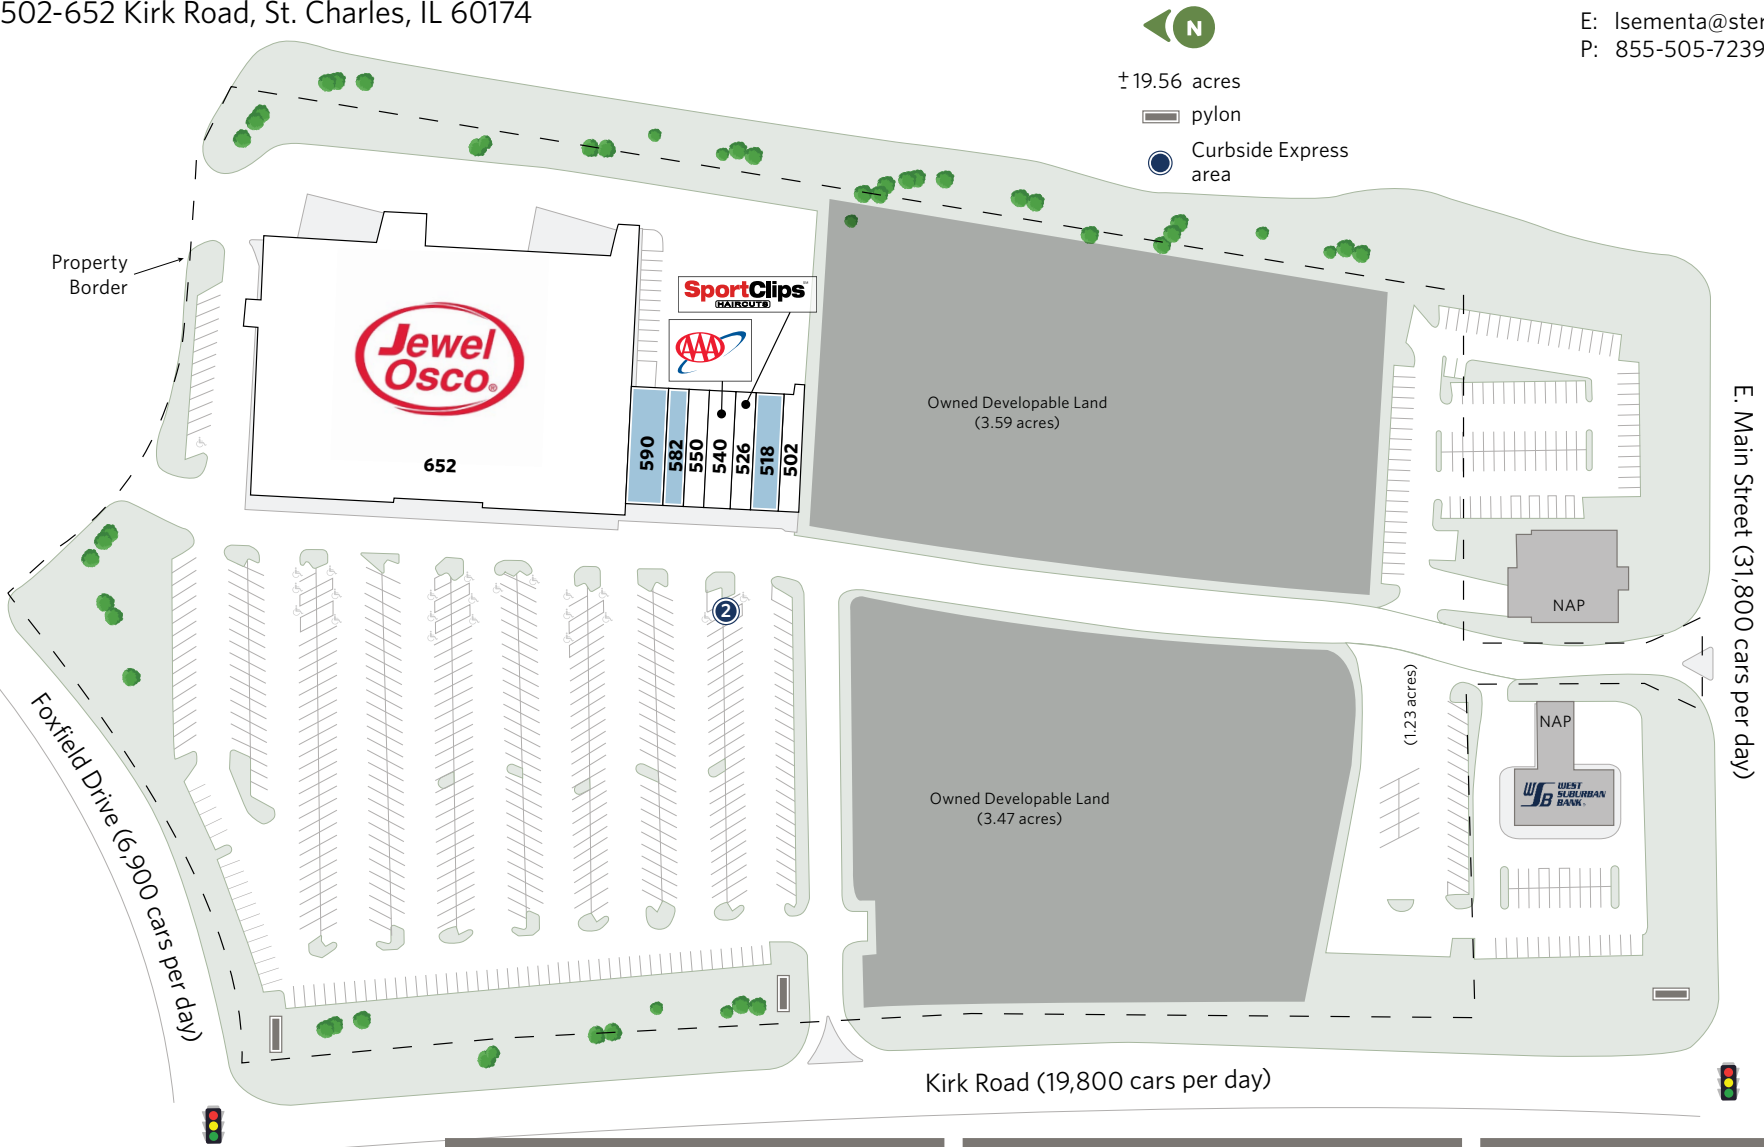 502-652 Kirk Road, St. Charles, IL 60174
N
± 19.56 acres
pylon
Curbside Express
area
E: lsementa@ster
P: 855-505-7239
Property
Border
Jewel
Osco®
652
SportClips
HAIRCUTS
AAA
590
582
550
540
526
518
502
Owned Developable Land
(3.59 acres)
E. Main Street (31,800 cars per day)
NAP
2
(1.23 acres)
NAP
WSB WEST
SUBURBAN
BANK
Owned Developable Land
(3.47 acres)
Foxfield Drive (6,900 cars per day)
Kirk Road (19,800 cars per day)